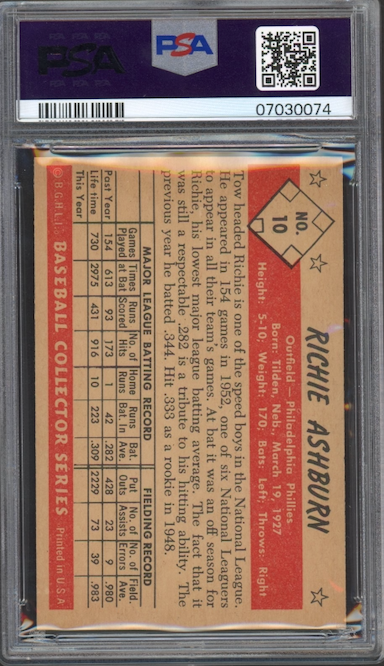 PSA
PSA
07030074
NO.
10
RICHIE ASHBURN
Outfield — Philadelphia Phillies
Born: Tilden, Neb., March 19, 1927
Height: 5-10; Weight: 170, Bats: Left; Throws: Right
Tow headed Richie is one of the speed boys in the National League.
He appeared in 154 games in 1952, one of six National Leaguers
to appear in all their team's games. At bat it was an off season for
Richie, his lowest major league batting average. The fact that it
was still a respectable .282 is a tribute to his hitting ability. The
previous year he batted .344. Hit .333 as a rookie in 1948.
MAJOR LEAGUE BATTING RECORD FIELDING RECORD
Games Times Runs No. of Home Runs Bat. Put No. of No. of Field.
Played at Bat Scored Hits Runs Bat. In Ave. Outs Assists Errors Ave.
Past Year 154 613 93 173 1 42 .282 428 23 9 .980
Life time 730 2975 431 916 10 223 .309 2229 73 39 .983
This Year
© B.G.H.L.I. BASEBALL COLLECTOR SERIES Printed in U.S.A